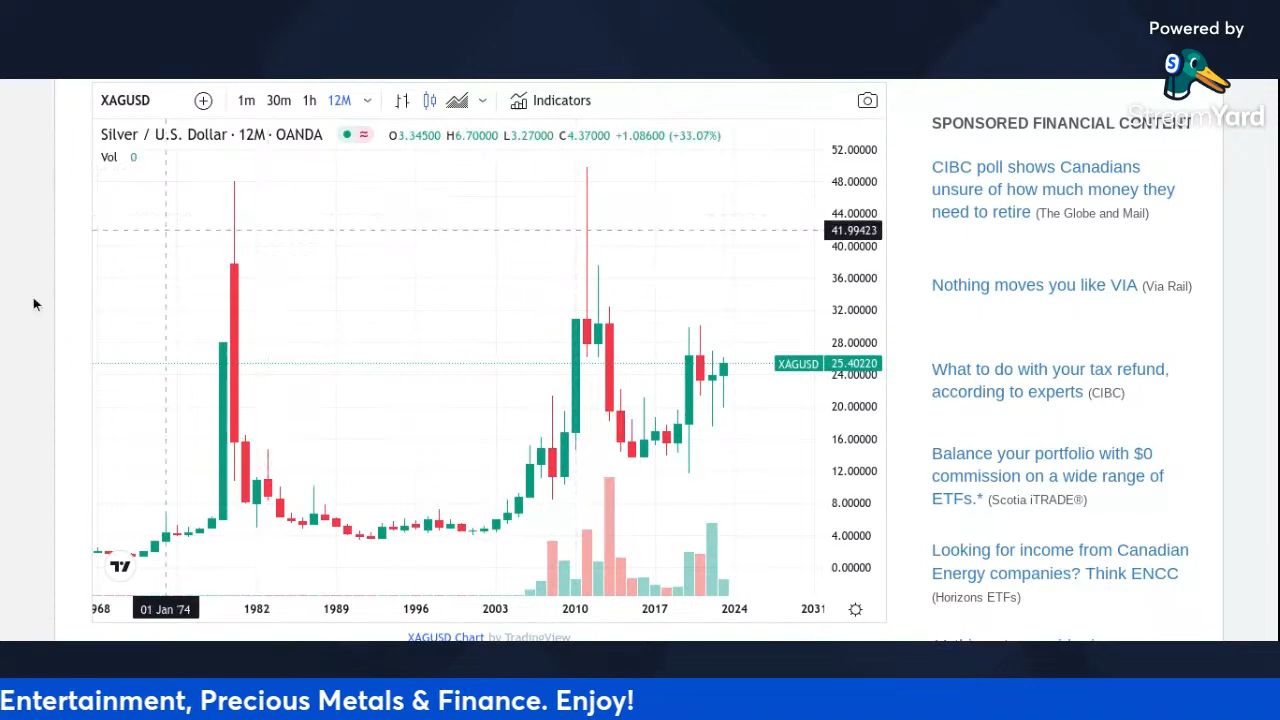 Powered by
StreamYard
XAGUSD
1m 30m 1h 12M
Indicators
Silver / U.S. Dollar · 12M · OANDA
O3.34500 H6.70000 L3.27000 C4.37000 +1.08600 (+33.07%)
Vol 0
52.00000
48.00000
44.00000
41.99423
40.00000
36.00000
32.00000
28.00000
XAGUSD 25.40220
24.00000
20.00000
16.00000
12.00000
8.00000
4.00000
0.00000
968 01 Jan '74 1982 1989 1996 2003 2010 2017 2024 2031
XAGUSD Chart by TradingView
SPONSORED FINANCIAL CONTENT
CIBC poll shows Canadians
unsure of how much money they
need to retire (The Globe and Mail)
Nothing moves you like VIA (Via Rail)
What to do with your tax refund,
according to experts (CIBC)
Balance your portfolio with $0
commission on a wide range of
ETFs.* (Scotia iTRADE®)
Looking for income from Canadian
Energy companies? Think ENCC
(Horizons ETFs)
Entertainment, Precious Metals & Finance. Enjoy!